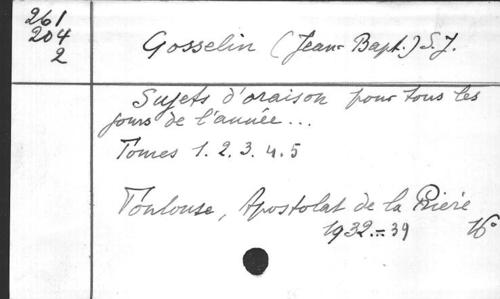 261
204
2
Gosselin (Jean-Bapt.) S.J.
Sujets d'oraison pour tous les
jours de l'année...
Tomes 1.2.3.4.5
Toulouse, Apostolat de la Prière
1932=39 16°